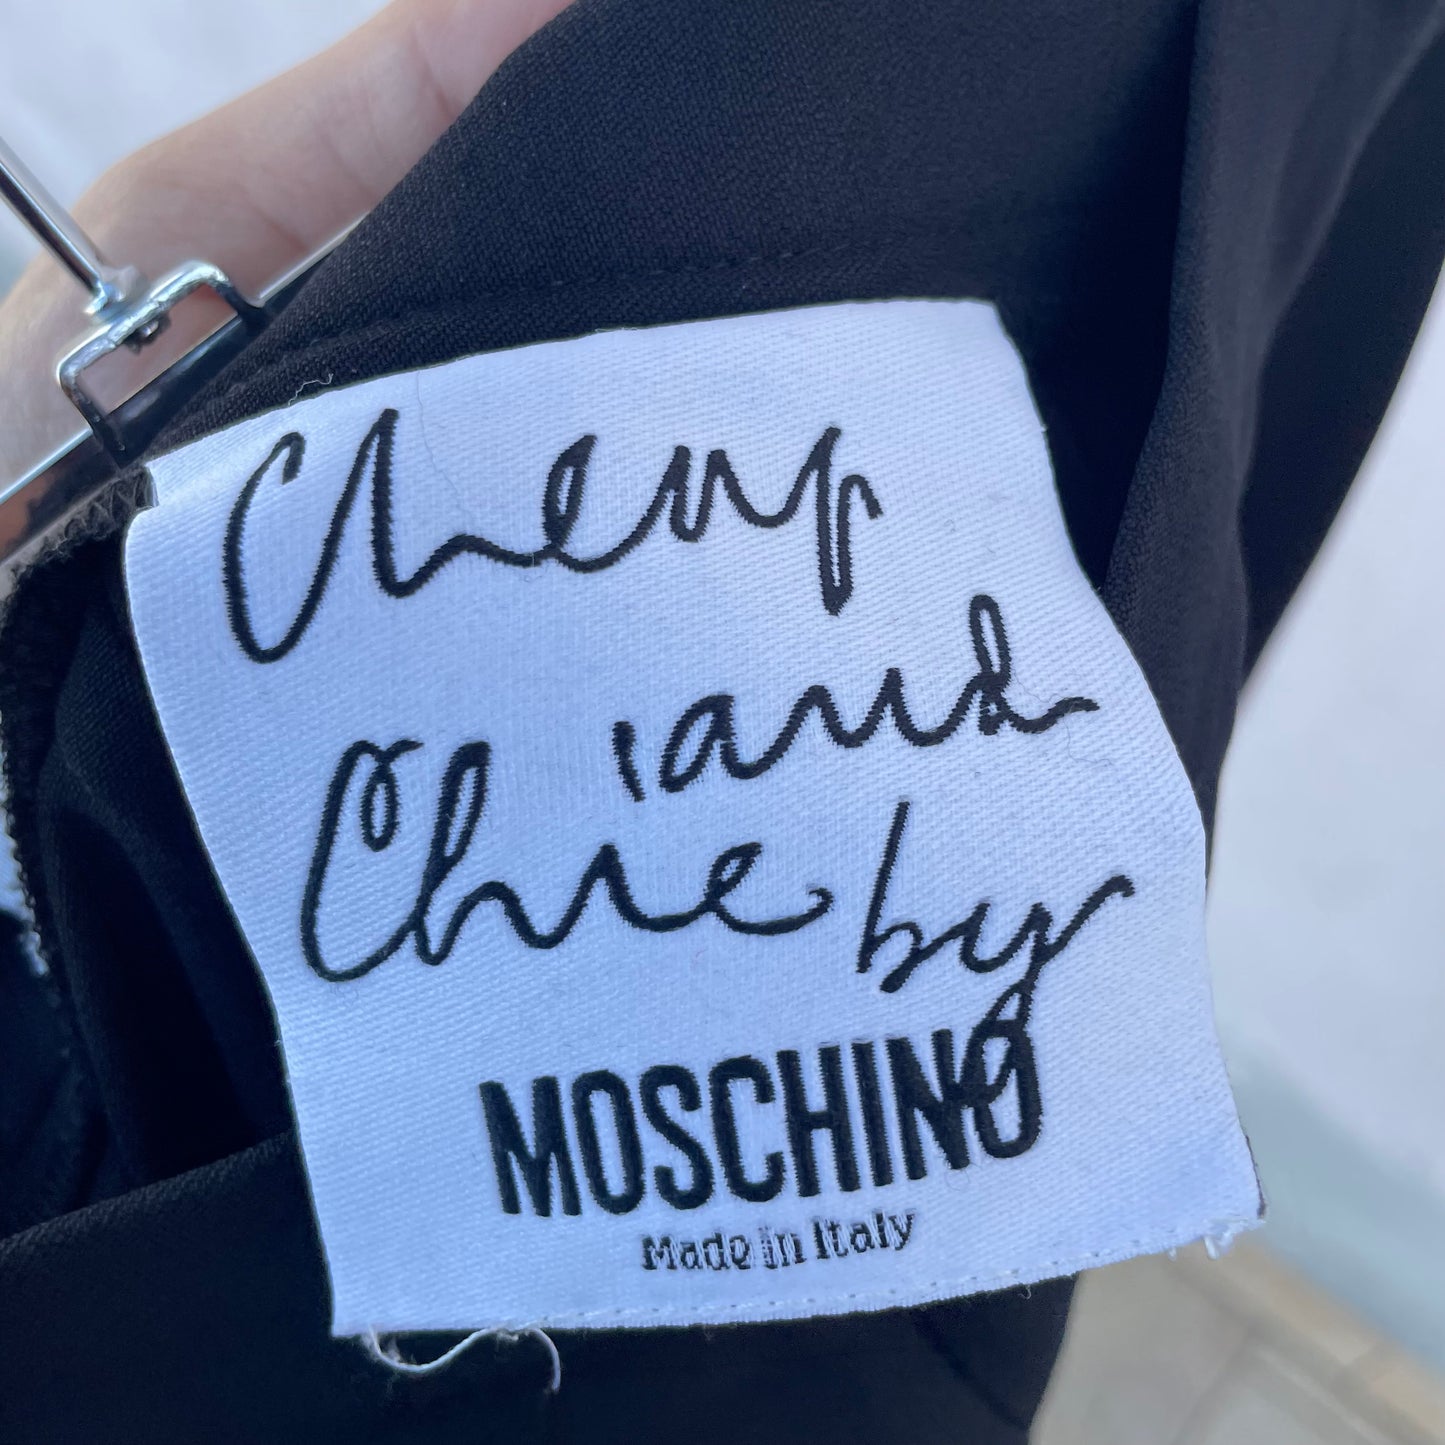 Cheap
and
Chic by
MOSCHINO
Made in Italy